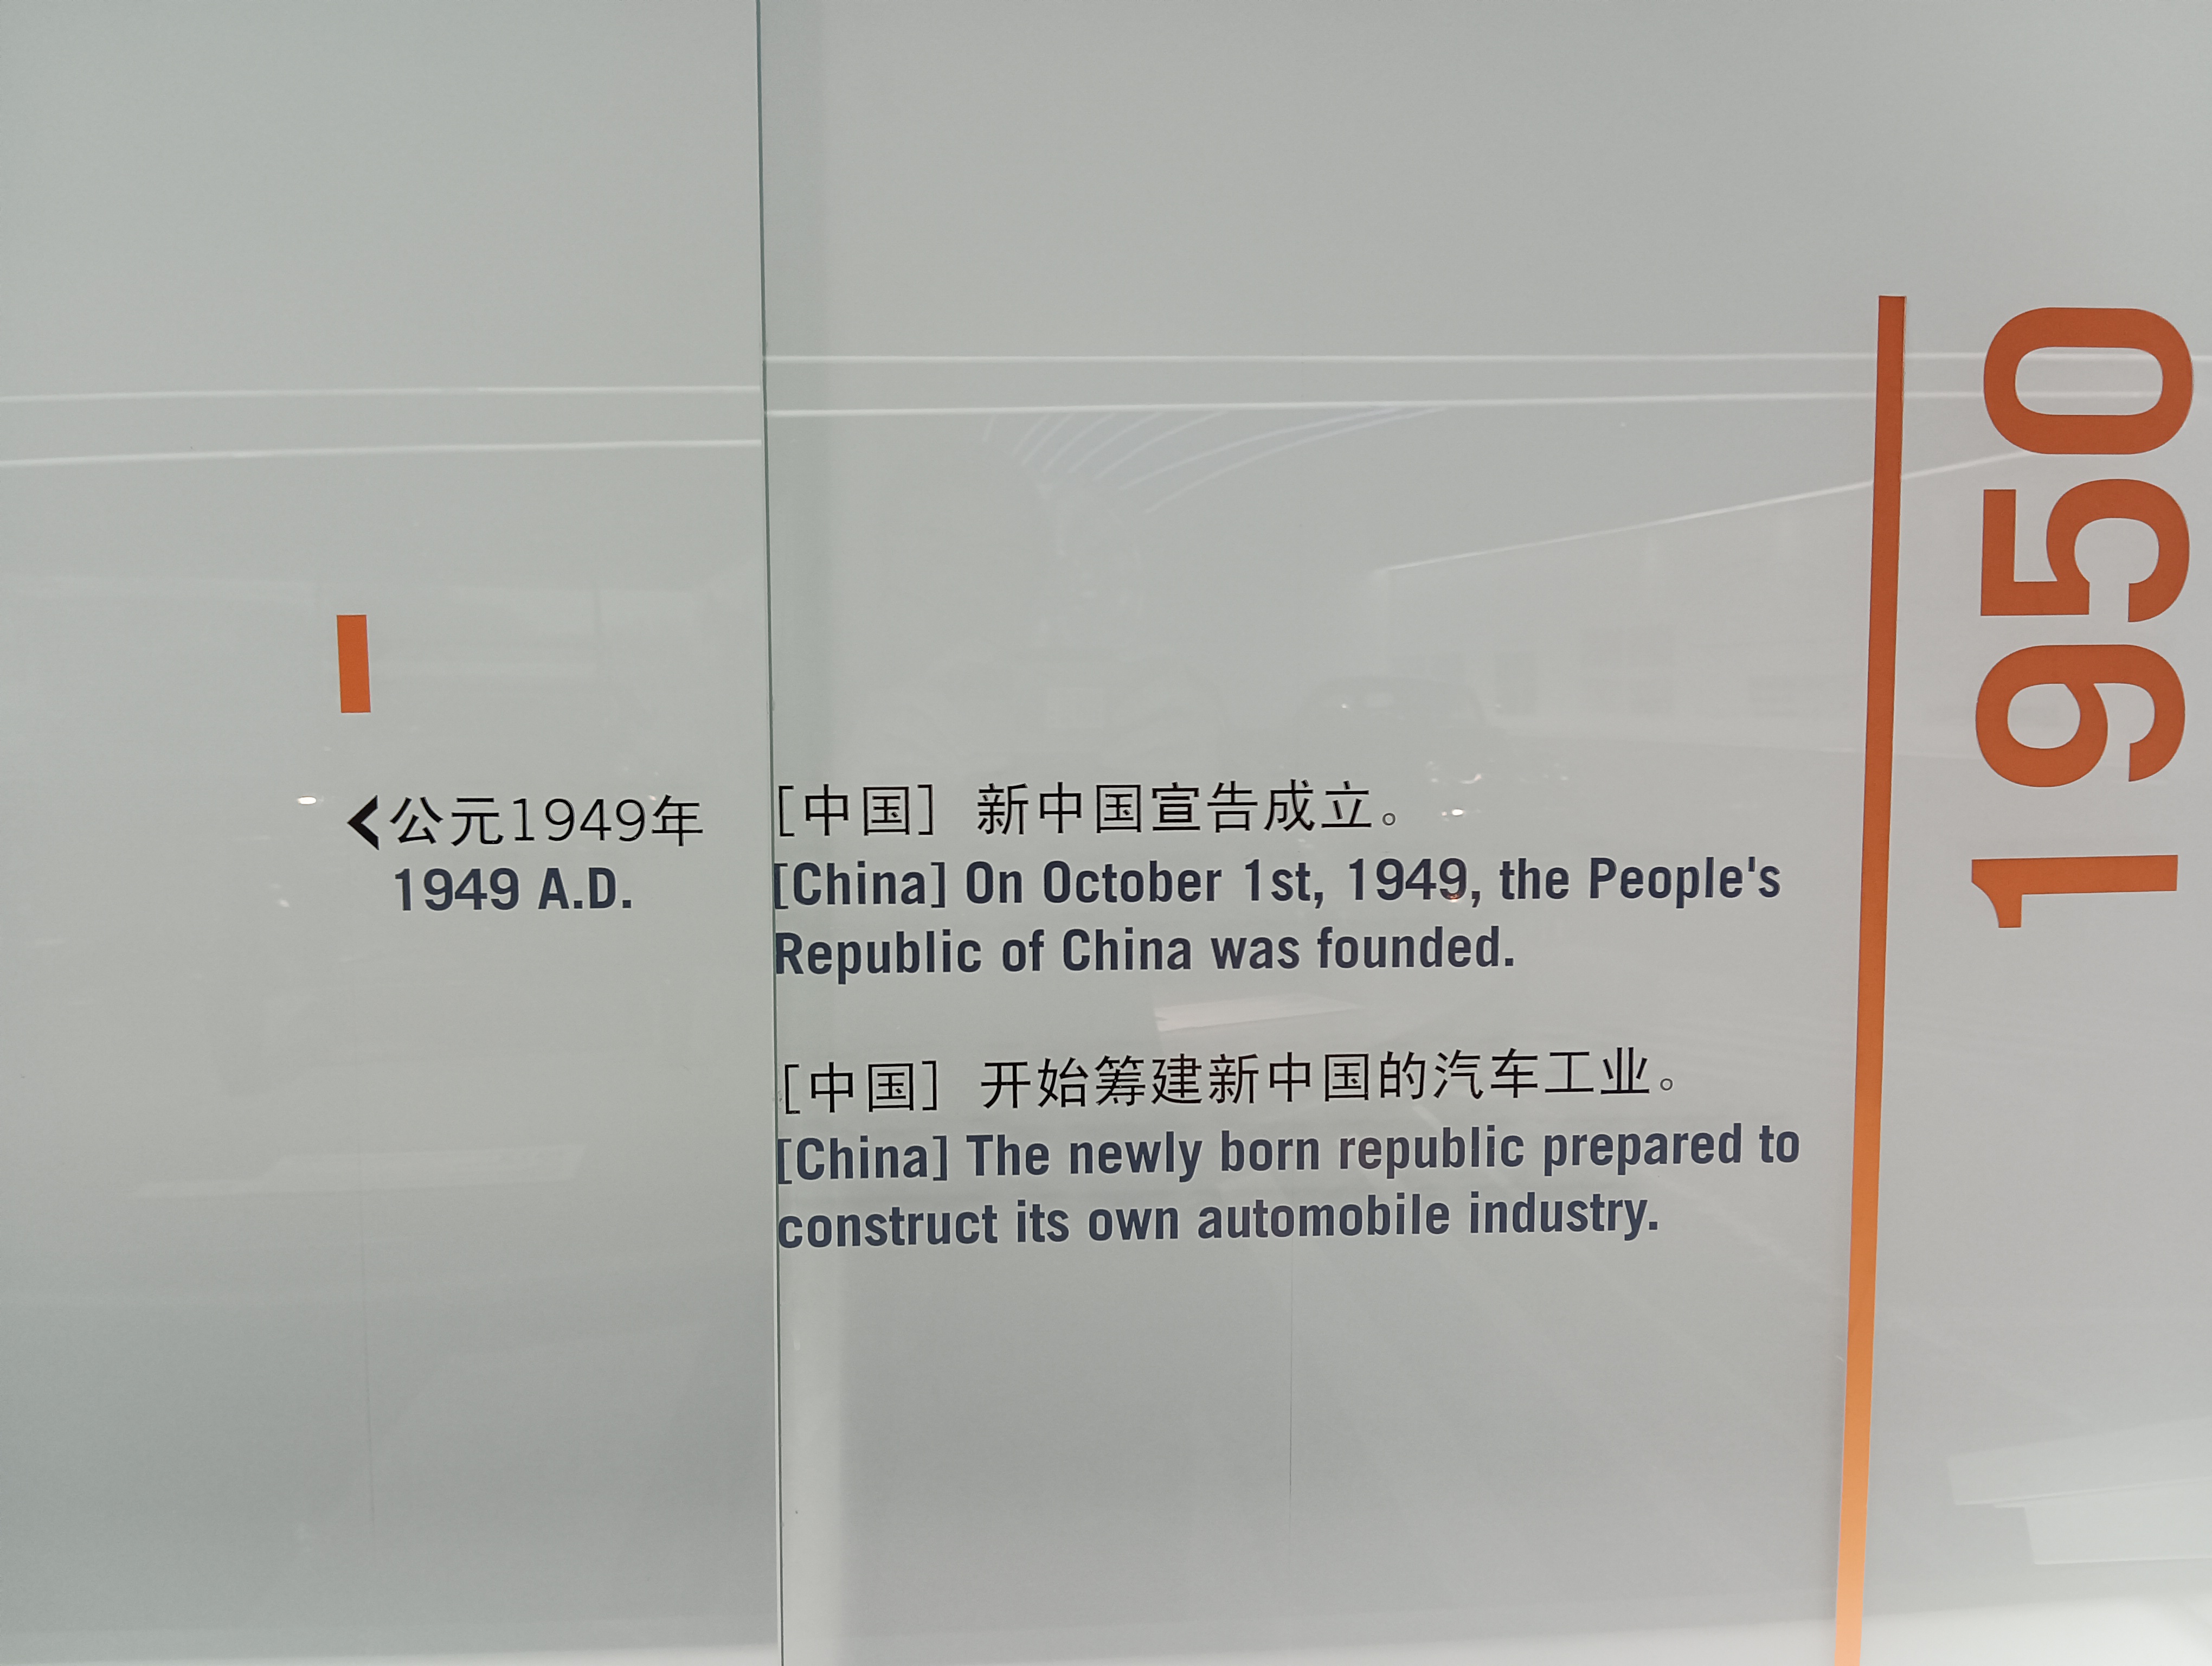 公元1949年
1949 A.D.
[中国] 新中国宣告成立。
[China] On October 1st, 1949, the People's
Republic of China was founded.
[中国] 开始筹建新中国的汽车工业。
[China] The newly born republic prepared to
construct its own automobile industry.
1950